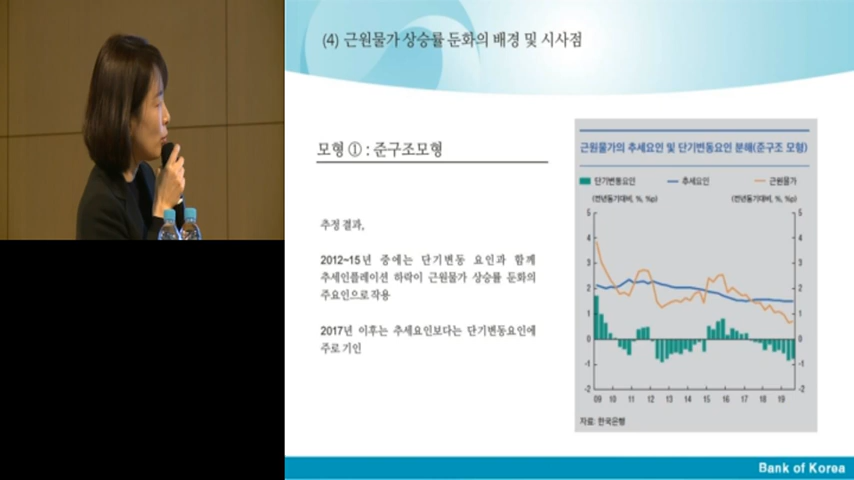 (4) 근원물가 상승률 둔화의 배경 및 시사점
모형 ① : 준구조모형
추정 결과,
2012~15년 중에는 단기변동 요인과 함께
추세인플레이션 하락이 근원물가 상승률 둔화의
주요인으로 작용
2017년 이후는 추세요인보다는 단기변동요인에
주로 기인
근원물가의 추세요인 및 단기변동요인 분해(준구조 모형)
단기변동요인 추세요인 근원물가
(전년동기대비, %, %p) (전년동기대비, %, %p)
5 5
4 4
3 3
2 2
1 1
0 0
-1 -1
-2 -2
09 10 11 12 13 14 15 16 17 18 19
자료: 한국은행
Bank of Korea